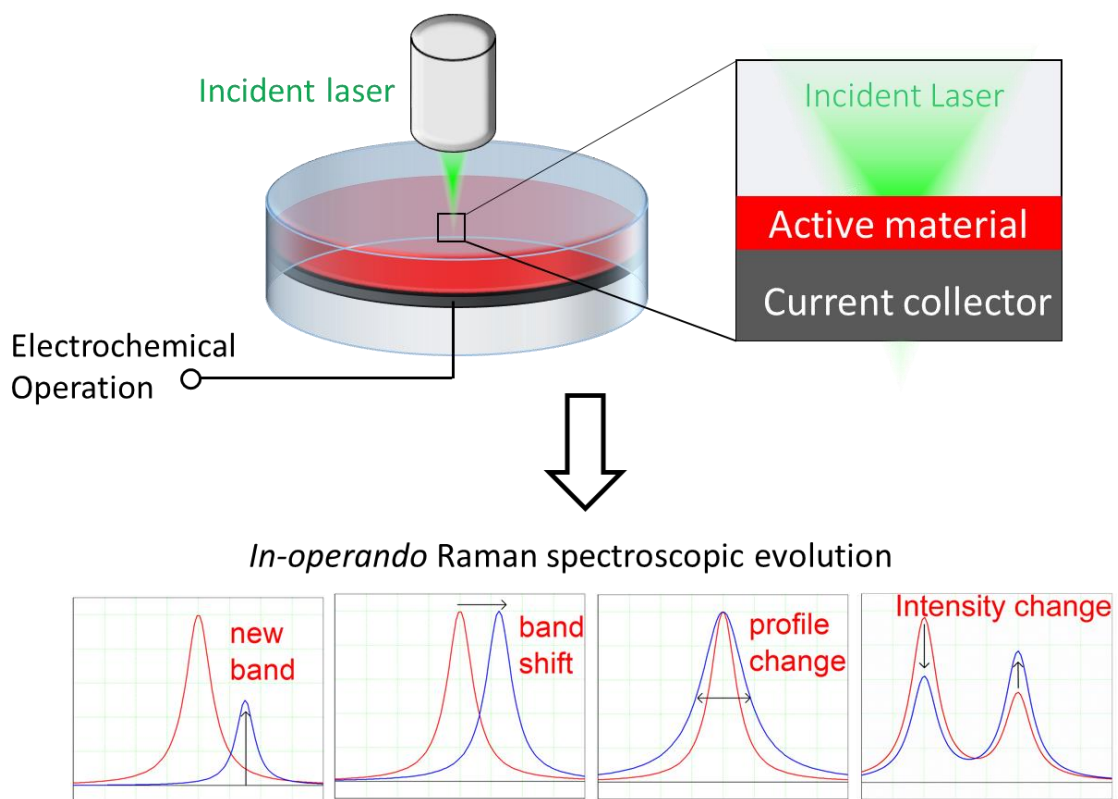 Incident laser
Incident Laser
Active material
Current collector
Electrochemical
Operation
In-operando Raman spectroscopic evolution
new
band
band
shift
profile
change
Intensity change